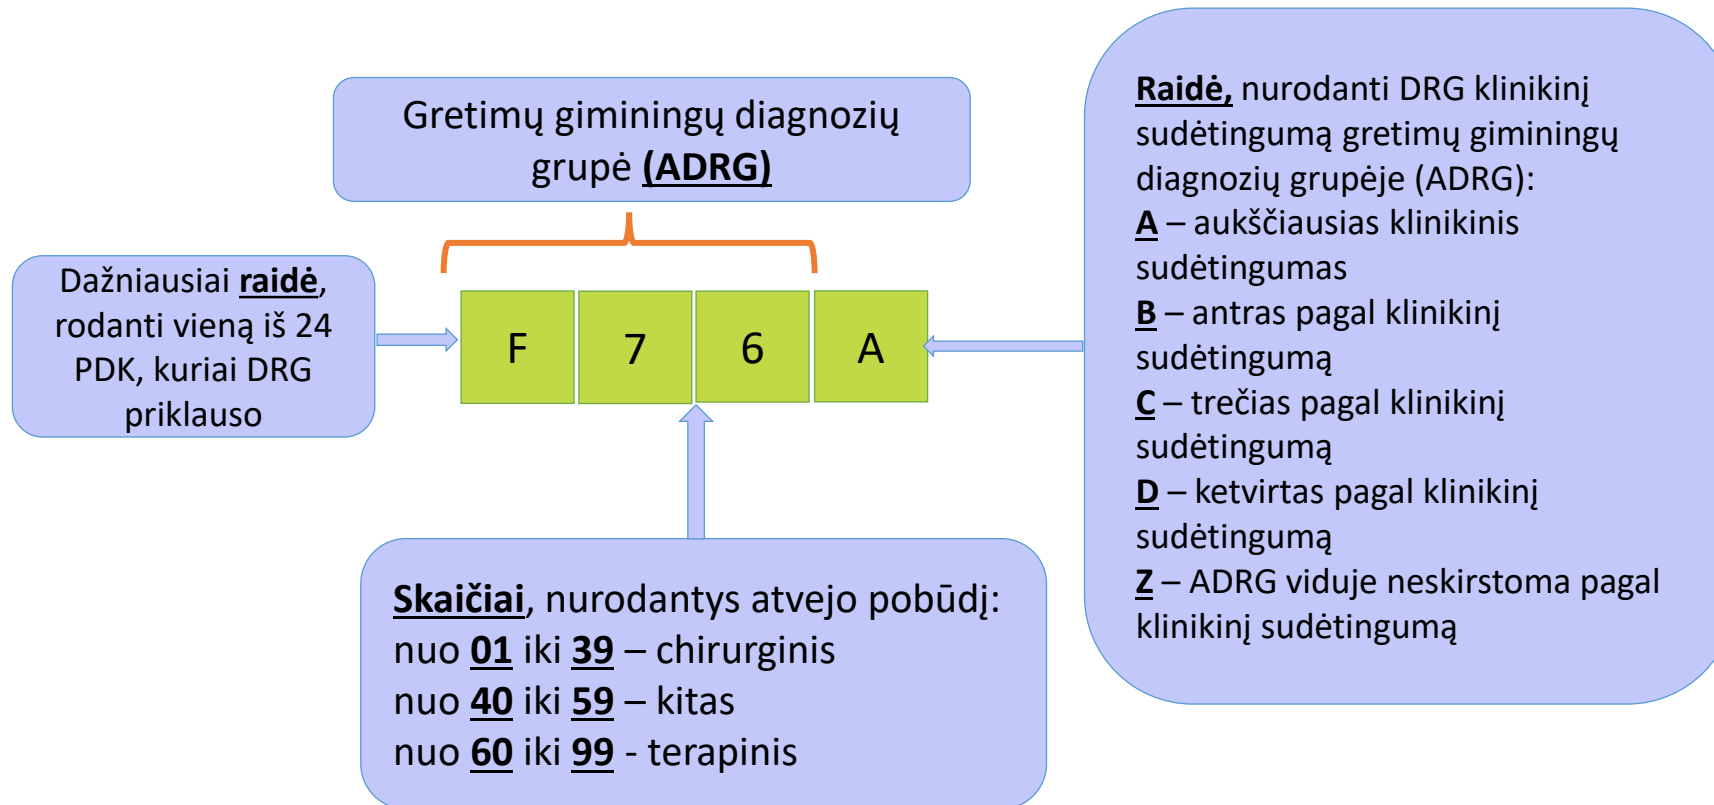 Gretimų giminingų diagnozių
grupė (ADRG)
Dažniausiai raidė,
rodanti vieną iš 24
PDK, kuriai DRG
priklauso
F
7
6
A
Skaičiai, nurodantys atvejo pobūdį:
nuo 01 iki 39 – chirurginis
nuo 40 iki 59 – kitas
nuo 60 iki 99 - terapinis
Raidė, nurodanti DRG klinikinį
sudėtingumą gretimų giminingų
diagnozių grupėje (ADRG):
A – aukščiausias klinikinis
sudėtingumas
B – antras pagal klinikinį
sudėtingumą
C – trečias pagal klinikinį
sudėtingumą
D – ketvirtas pagal klinikinį
sudėtingumą
Z – ADRG viduje neskirstoma pagal
klinikinį sudėtingumą